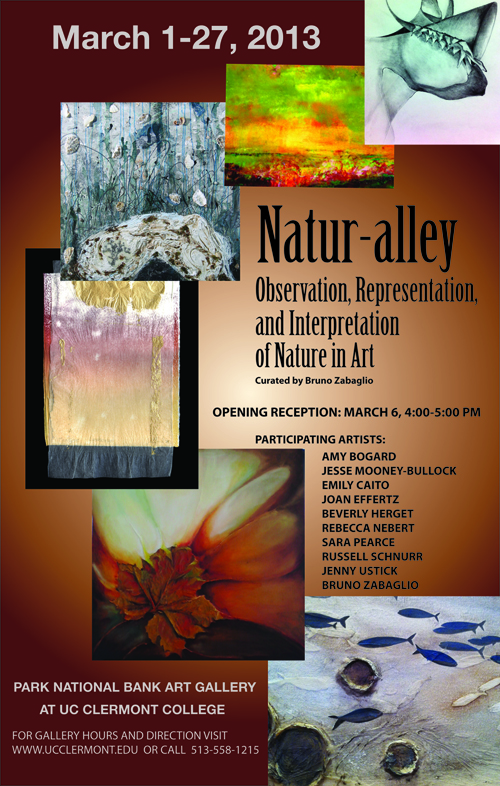 March 1-27, 2013
Natur-alley
Observation, Representation,
and Interpretation
of Nature in Art
Curated by Bruno Zabaglio
OPENING RECEPTION: MARCH 6, 4:00-5:00 PM
PARTICIPATING ARTISTS:
AMY BOGARD
JESSE MOONEY-BULLOCK
EMILY CAITO
JOAN EFFERTZ
BEVERLY HERGET
REBECCA NEBERT
SARA PEARCE
RUSSELL SCHNURR
JENNY USTICK
BRUNO ZABAGLIO
PARK NATIONAL BANK ART GALLERY
AT UC CLERMONT COLLEGE
FOR GALLERY HOURS AND DIRECTION VISIT
WWW.UCCLERMONT.EDU OR CALL 513-558-1215